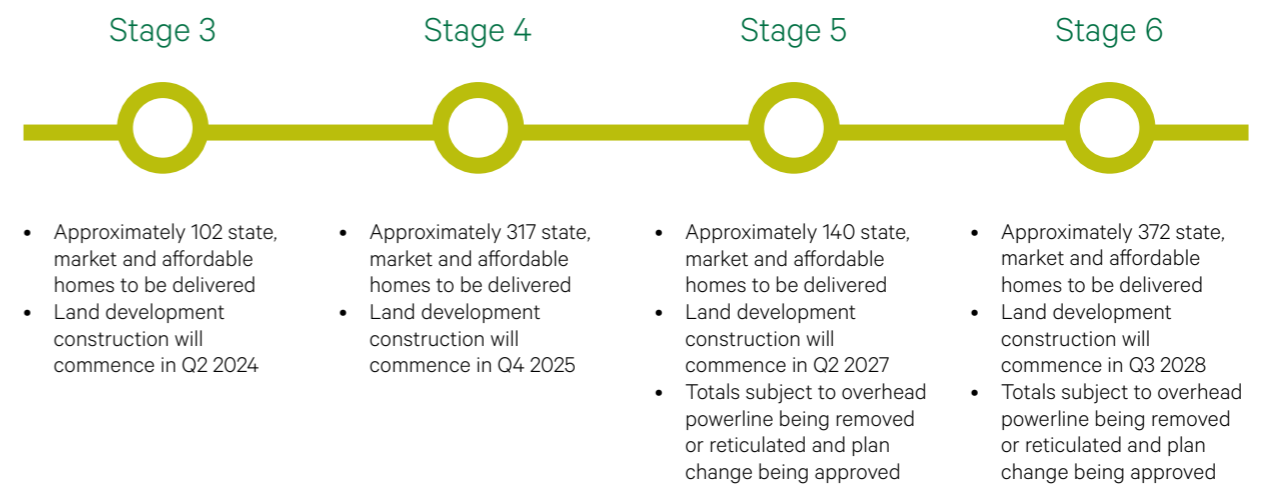 Stage 3
• Approximately 102 state,
market and affordable
homes to be delivered
• Land development
construction will
commence in Q2 2024
Stage 4
• Approximately 317 state,
market and affordable
homes to be delivered
• Land development
construction will
commence in Q4 2025
Stage 5
• Approximately 140 state,
market and affordable
homes to be delivered
• Land development
construction will
commence in Q2 2027
• Totals subject to overhead
powerline being removed
or reticulated and plan
change being approved
Stage 6
• Approximately 372 state,
market and affordable
homes to be delivered
• Land development
construction will
commence in Q3 2028
• Totals subject to overhead
powerline being removed
or reticulated and plan
change being approved